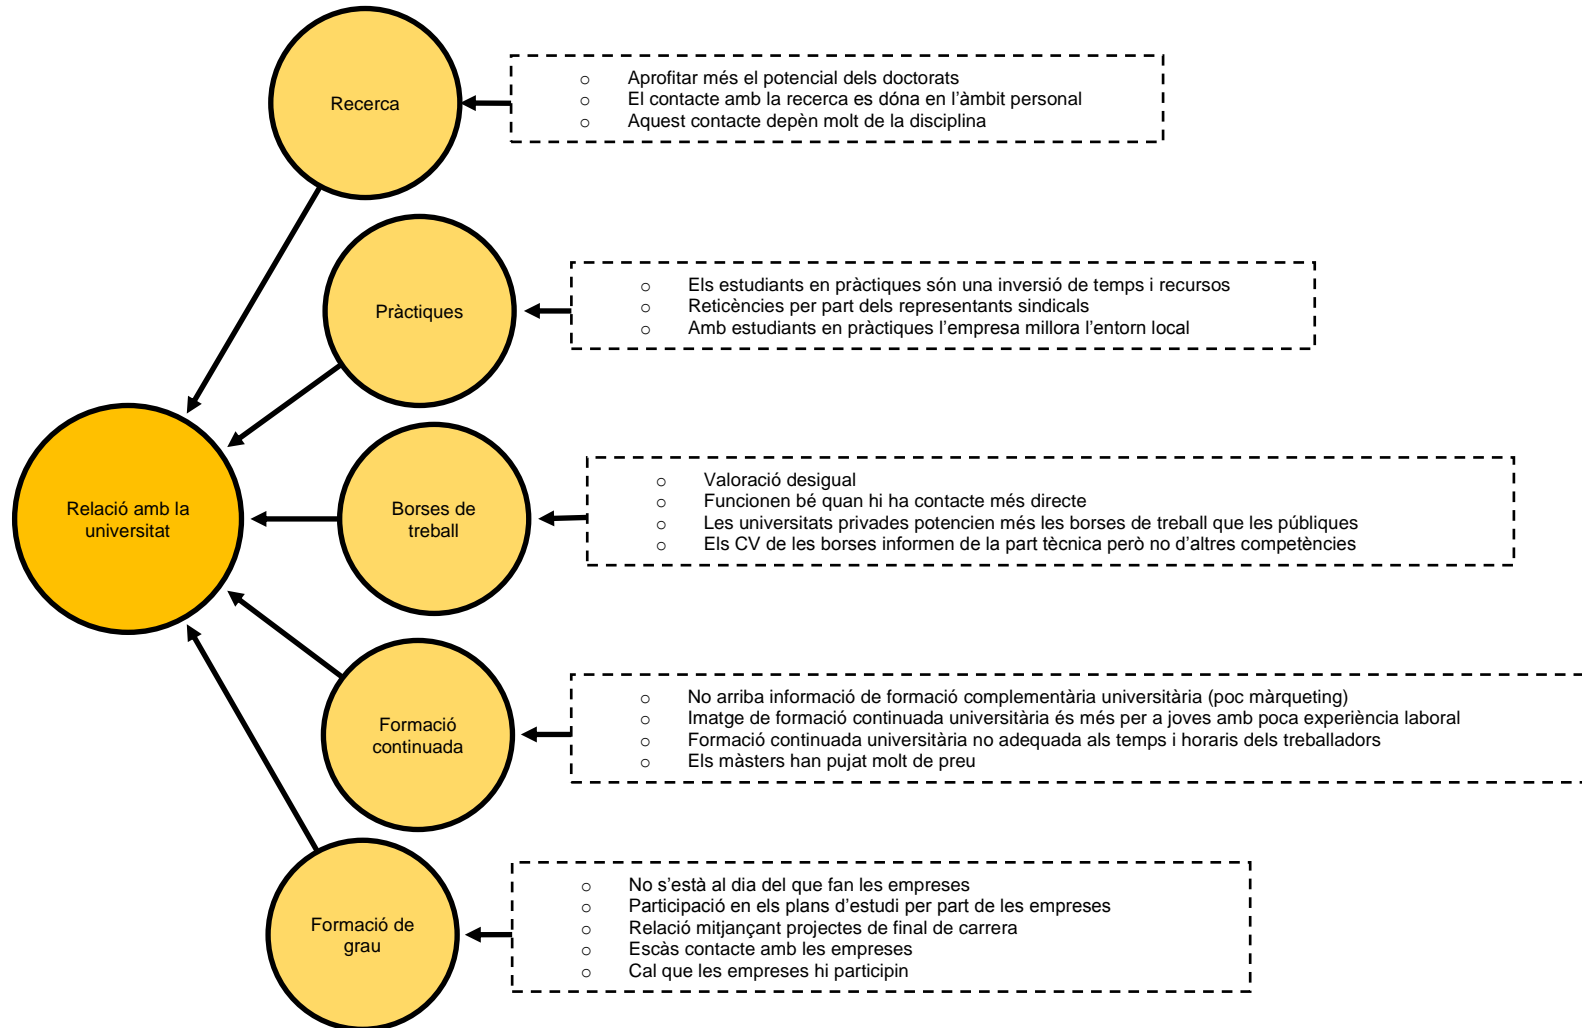 Recerca
o Aprofitar més el potencial dels doctorats
o El contacte amb la recerca es dóna en l’àmbit personal
o Aquest contacte depèn molt de la disciplina
Pràctiques
o Els estudiants en pràctiques són una inversió de temps i recursos
o Reticències per part dels representants sindicals
o Amb estudiants en pràctiques l’empresa millora l’entorn local
Relació amb la
universitat
Borses de
treball
o Valoració desigual
o Funcionen bé quan hi ha contacte més directe
o Les universitats privades potencien més les borses de treball que les públiques
o Els CV de les borses informen de la part tècnica però no d’altres competències
Formació
continuada
o No arriba informació de formació complementària universitària (poc màrqueting)
o Imatge de formació continuada universitària és més per a joves amb poca experiència laboral
o Formació continuada universitària no adequada als temps i horaris dels treballadors
o Els màsters han pujat molt de preu
Formació de
grau
o No s’està al dia del que fan les empreses
o Participació en els plans d’estudi per part de les empreses
o Relació mitjançant projectes de final de carrera
o Escàs contacte amb les empreses
o Cal que les empreses hi participin